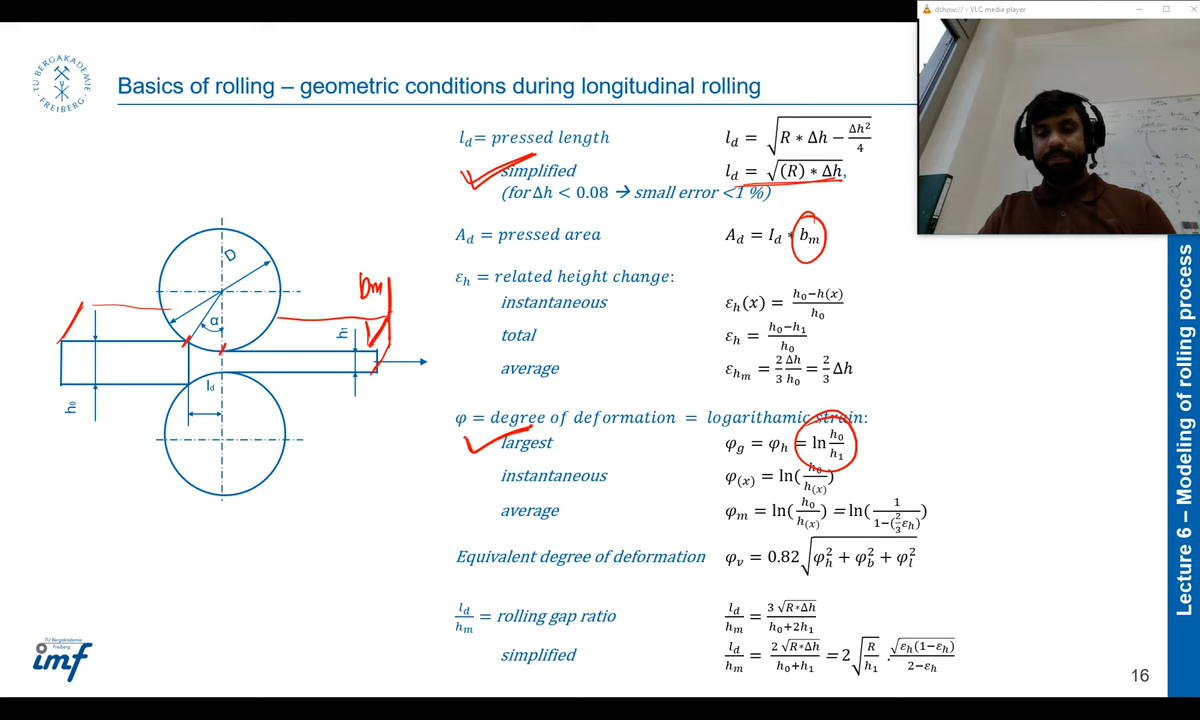 dshow:// - VLC media player
TU BERGAKADEMIE
· FREIBERG ·
Basics of rolling – geometric conditions during longitudinal rolling
l_d= pressed length l_d = √(R * Δh − Δh²/4)
simplified l_d = √((R) * Δh),
(for Δh < 0.08 → small error <1 %)
A_d = pressed area A_d = I_d * b_m
ε_h = related height change:
instantaneous ε_h(x) = (h_0−h(x))/h_0
total ε_h = (h_0−h_1)/h_0
average ε_{h_m} = 2/3 Δh/h_0 = 2/3 Δh
φ = degree of deformation = logarithamic strain:
largest φ_g = φ_h = ln h_0/h_1
instantaneous φ_(x) = ln(h_0/h_(x))
average φ_m = ln(h_0/h_(x)) = ln(1/(1−(2/3 ε_h)))
Equivalent degree of deformation φ_v = 0.82 √(φ_h² + φ_b² + φ_l²)
l_d/h_m = rolling gap ratio l_d/h_m = 3 √(R*Δh)/(h_0+2h_1)
simplified l_d/h_m = 2 √(R*Δh)/(h_0+h_1) = 2 √(R/h_1) · √(ε_h(1−ε_h))/(2−ε_h)
D
α
bm
h₁
l_d
h₀
TU Bergakademie
Freiberg
imf
16
Lecture 6 – Modeling of rolling process